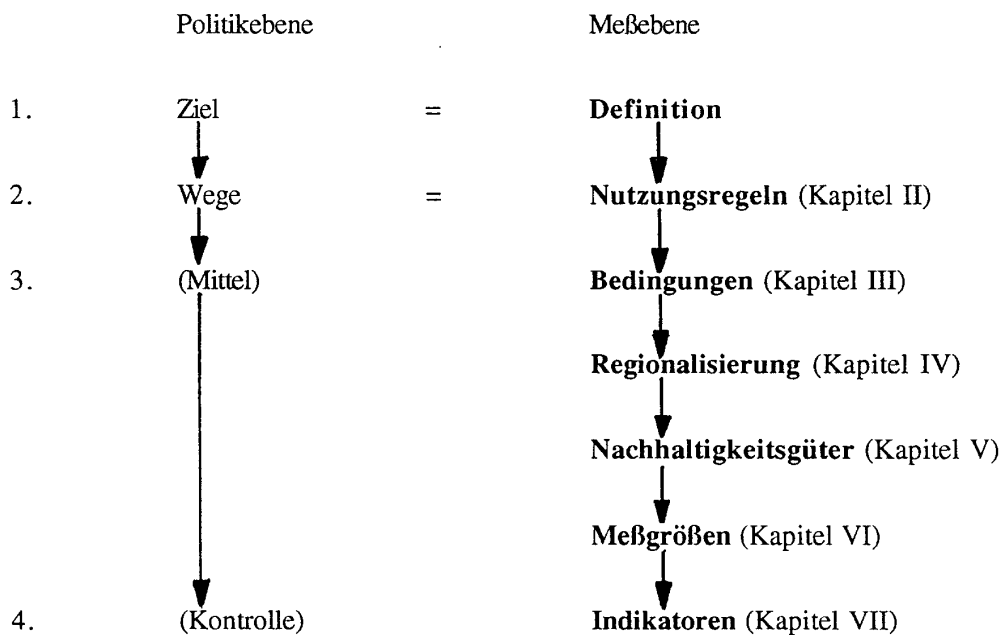 Politikebene Meßebene
1. Ziel = Definition
2. Wege = Nutzungsregeln (Kapitel II)
3. (Mittel) Bedingungen (Kapitel III)
Regionalisierung (Kapitel IV)
Nachhaltigkeitsgüter (Kapitel V)
Meßgrößen (Kapitel VI)
4. (Kontrolle) Indikatoren (Kapitel VII)